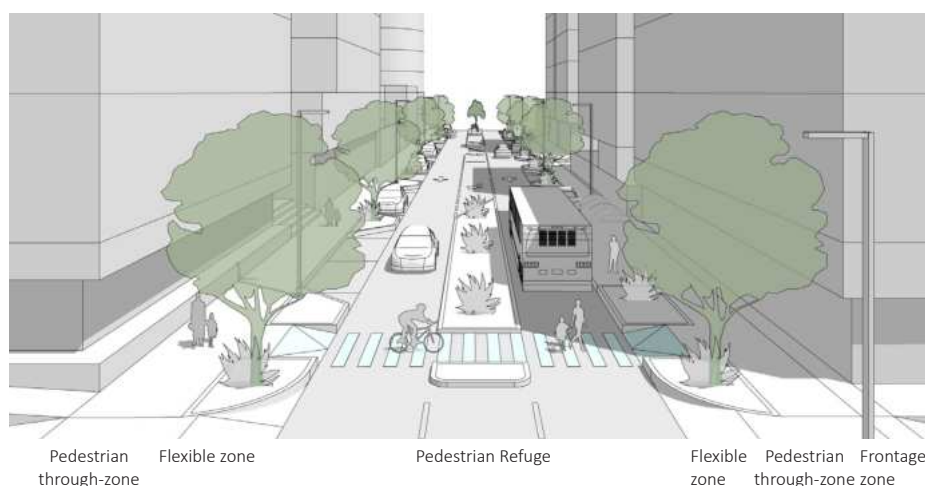 Pedestrian through-zone
Flexible zone
Pedestrian Refuge
Flexible zone
Pedestrian through-zone
Frontage zone